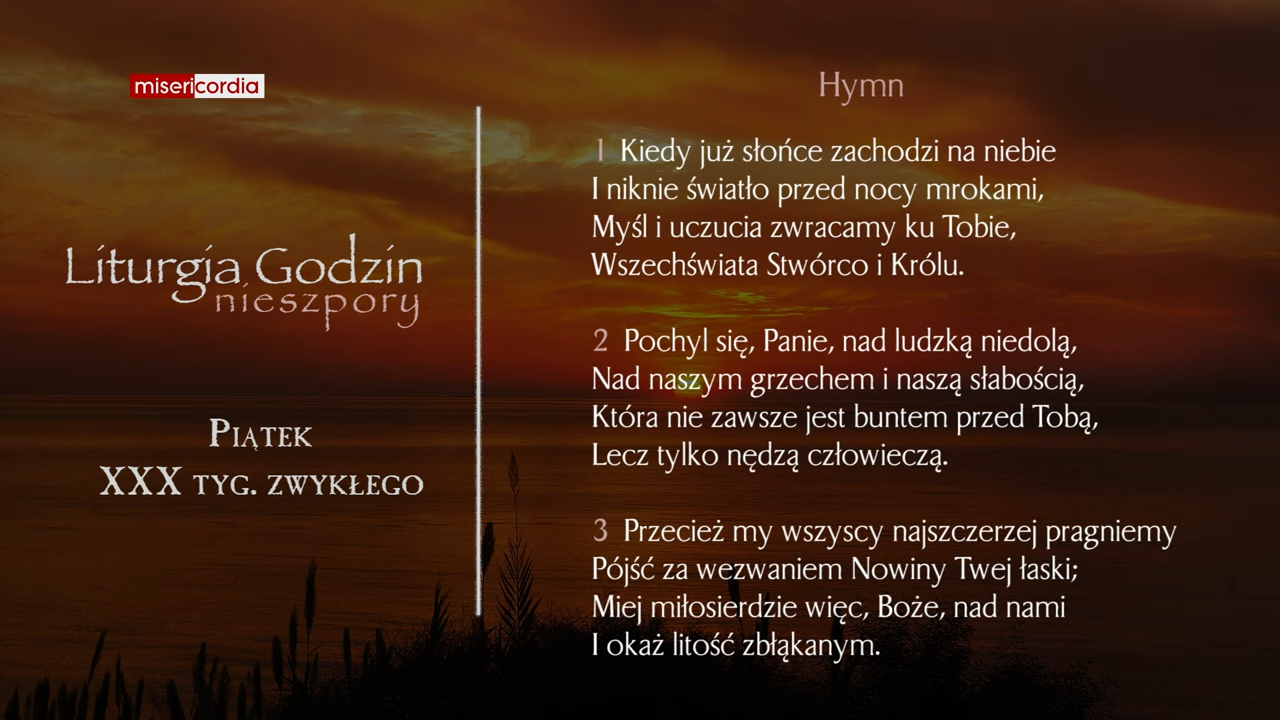 misericordia
Liturgia Godzin
nieszpory
Piątek
XXX tyg. zwykłego
Hymn
1 Kiedy już słońce zachodzi na niebie
I niknie światło przed nocy mrokami,
Myśl i uczucia zwracamy ku Tobie,
Wszechświata Stwórco i Królu.
2 Pochyl się, Panie, nad ludzką niedolą,
Nad naszym grzechem i naszą słabością,
Która nie zawsze jest buntem przed Tobą,
Lecz tylko nędzą człowieczą.
3 Przecież my wszyscy najszczerzej pragniemy
Pójść za wezwaniem Nowiny Twej łaski;
Miej miłosierdzie więc, Boże, nad nami
I okaż litość zbłąkanym.